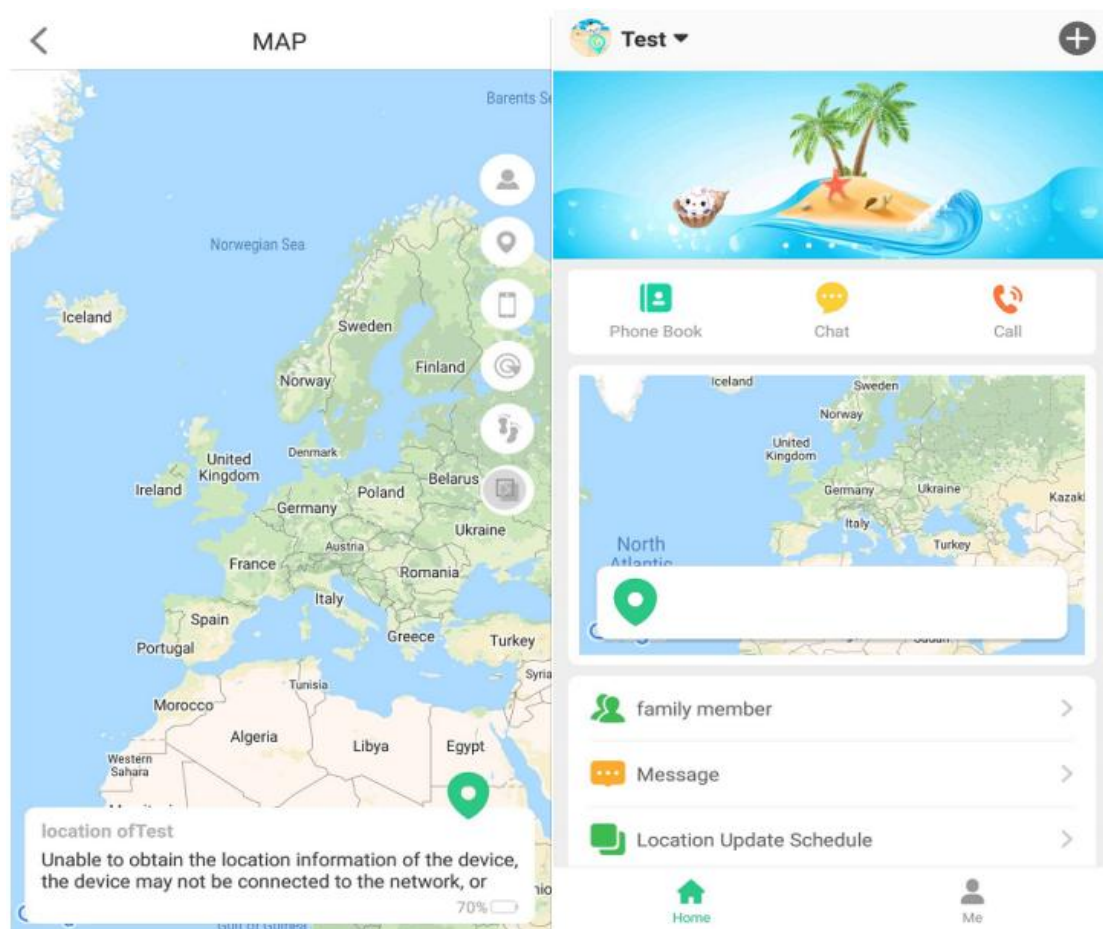 MAP
Barents Se
Norwegian Sea
Iceland
Sweden
Finland
Norway
United
Kingdom
Denmark
Ireland
Belarus
Poland
Germany
Ukraine
Austria
France
Romania
Italy
Spain
Greece
Turkey
Portugal
Syria
Tunisia
Morocco
Algeria
Libya
Egypt
Western
Sahara
location ofTest
Unable to obtain the location information of the device,
the device may not be connected to the network, or
70%
Test
Phone Book
Chat
Call
Iceland
Sweden
Norway
United
Kingdom
Germany
Ukraine
Kazak
Italy
Turkey
North
Atlantic
family member
Message
Location Update Schedule
Home
Me